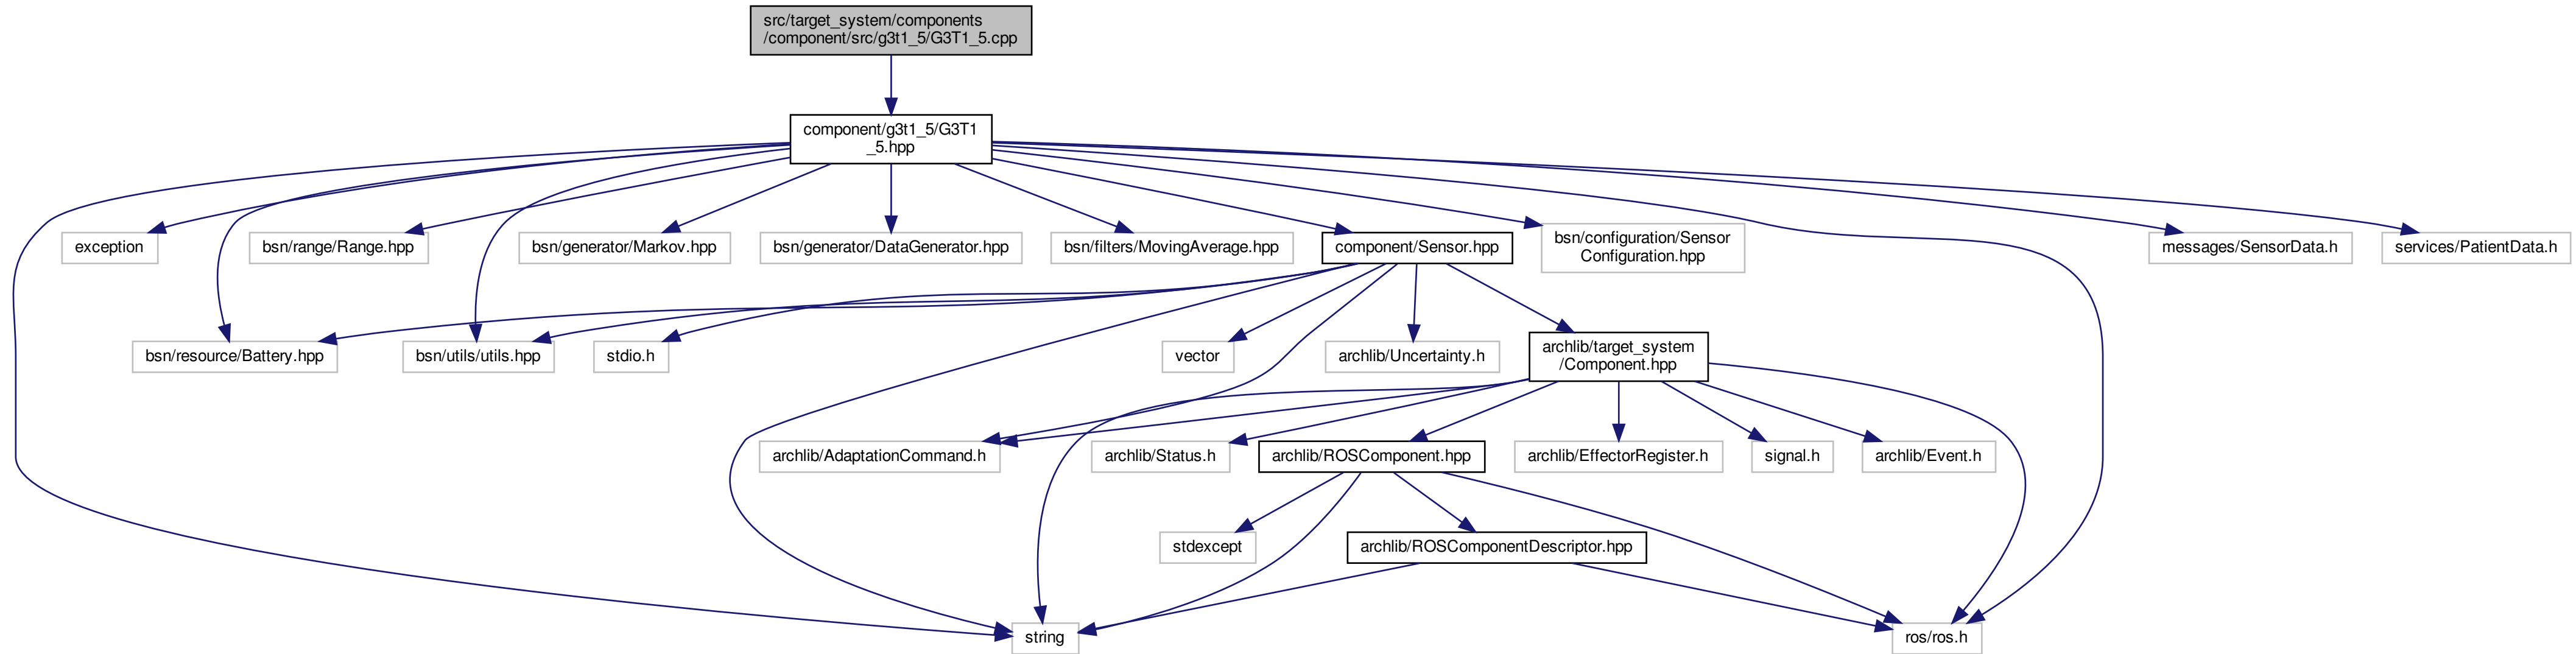 src/target_system/components
/component/src/g3t1_5/G3T1_5.cpp
component/g3t1_5/G3T1
_5.hpp
exception
bsn/range/Range.hpp
bsn/generator/Markov.hpp
bsn/generator/DataGenerator.hpp
bsn/filters/MovingAverage.hpp
component/Sensor.hpp
bsn/configuration/Sensor
Configuration.hpp
messages/SensorData.h
services/PatientData.h
bsn/resource/Battery.hpp
bsn/utils/utils.hpp
stdio.h
vector
archlib/Uncertainty.h
archlib/target_system
/Component.hpp
archlib/AdaptationCommand.h
archlib/Status.h
archlib/ROSComponent.hpp
archlib/EffectorRegister.h
signal.h
archlib/Event.h
stdexcept
archlib/ROSComponentDescriptor.hpp
string
ros/ros.h